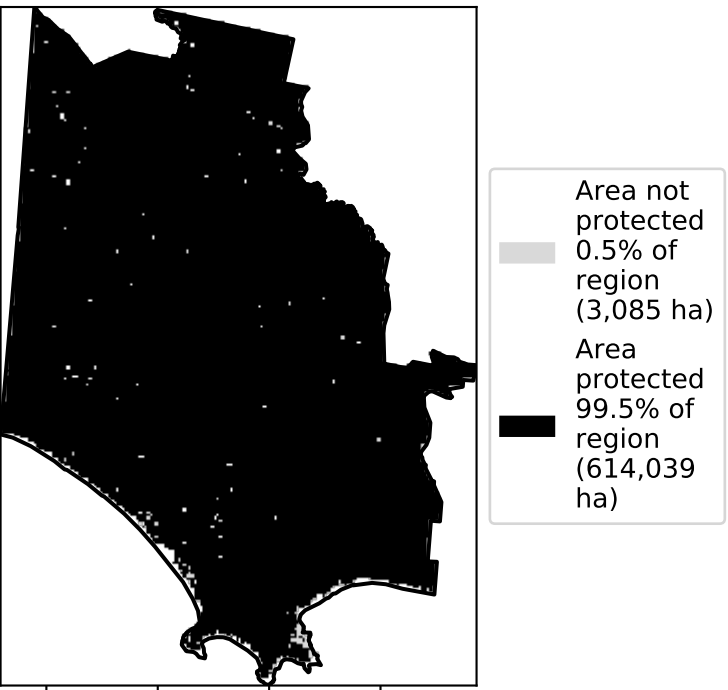 Area not
protected
0.5% of
region
(3,085 ha)
Area
protected
99.5% of
region
(614,039
ha)